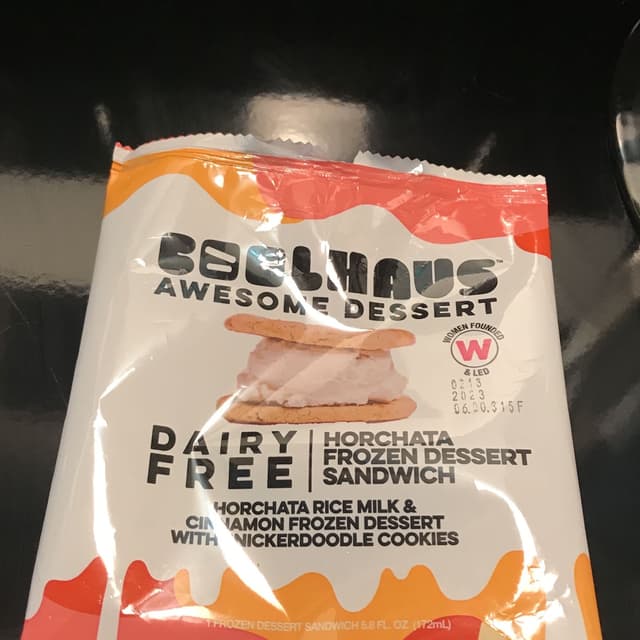 COOLHAUS™
AWESOME DESSERT
WOMEN FOUNDED
W
& LED
0213
2023
06.20.315F
DAIRY
FREE
HORCHATA
FROZEN DESSERT
SANDWICH
HORCHATA RICE MILK &
CINNAMON FROZEN DESSERT
WITH SNICKERDOODLE COOKIES
1 FROZEN DESSERT SANDWICH 5.8 FL. OZ. (172mL)